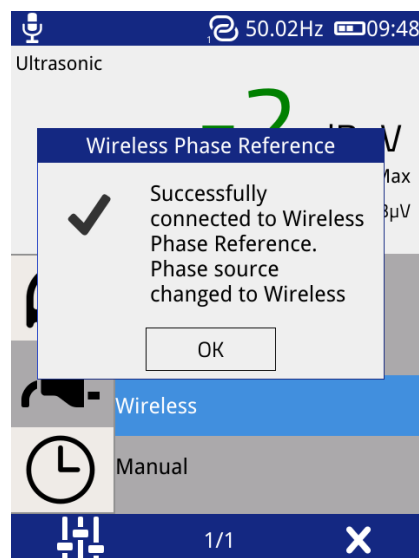 1 50.02Hz 09:48
Ultrasonic
Wireless Phase Reference
Successfully
connected to Wireless
Phase Reference.
Phase source
changed to Wireless
OK
Wireless
Manual
1/1